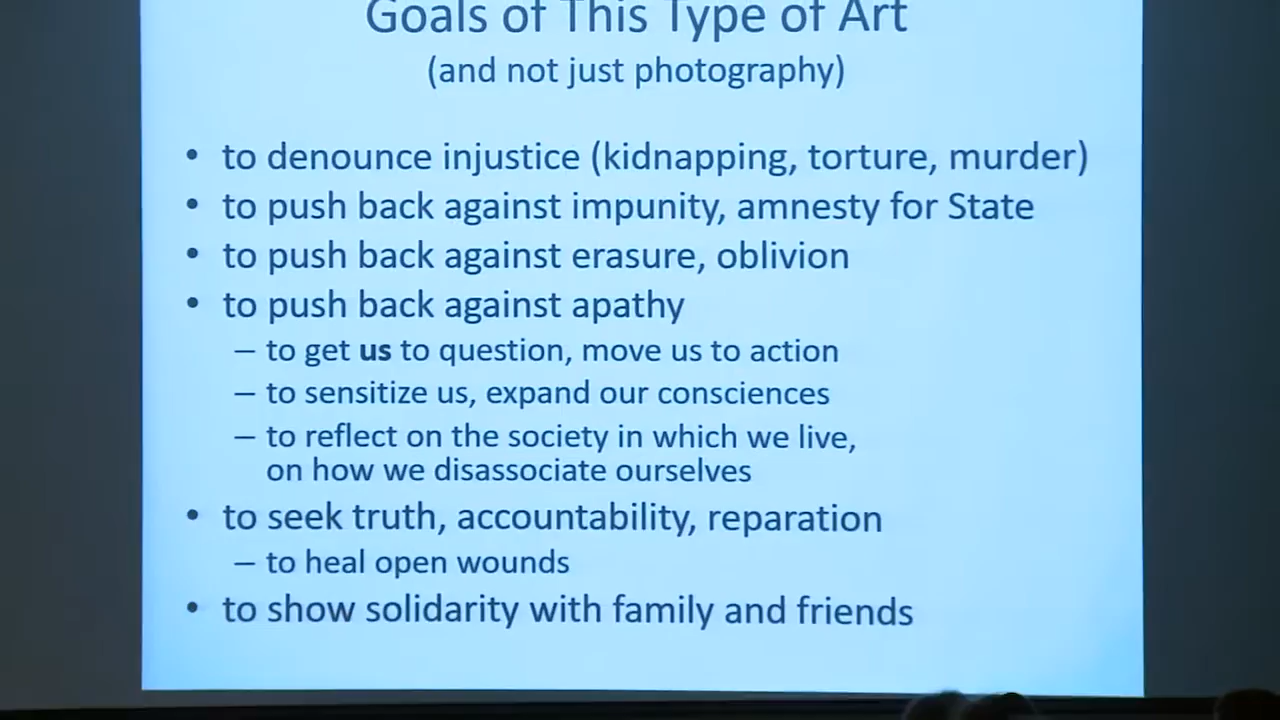 Goals of This Type of Art
(and not just photography)
• to denounce injustice (kidnapping, torture, murder)
• to push back against impunity, amnesty for State
• to push back against erasure, oblivion
• to push back against apathy
– to get us to question, move us to action
– to sensitize us, expand our consciences
– to reflect on the society in which we live,
on how we disassociate ourselves
• to seek truth, accountability, reparation
– to heal open wounds
• to show solidarity with family and friends